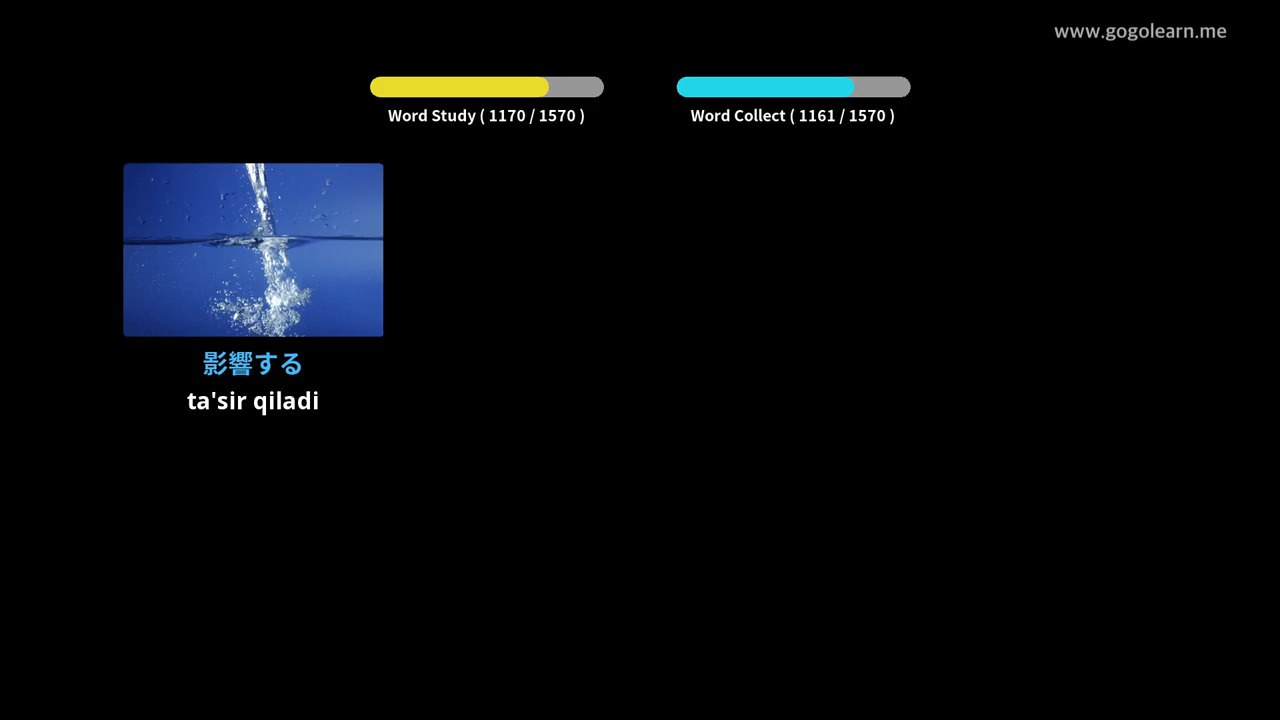 www.gogolearn.me
Word Study ( 1170 / 1570 )
Word Collect ( 1161 / 1570 )
影響する
ta'sir qiladi